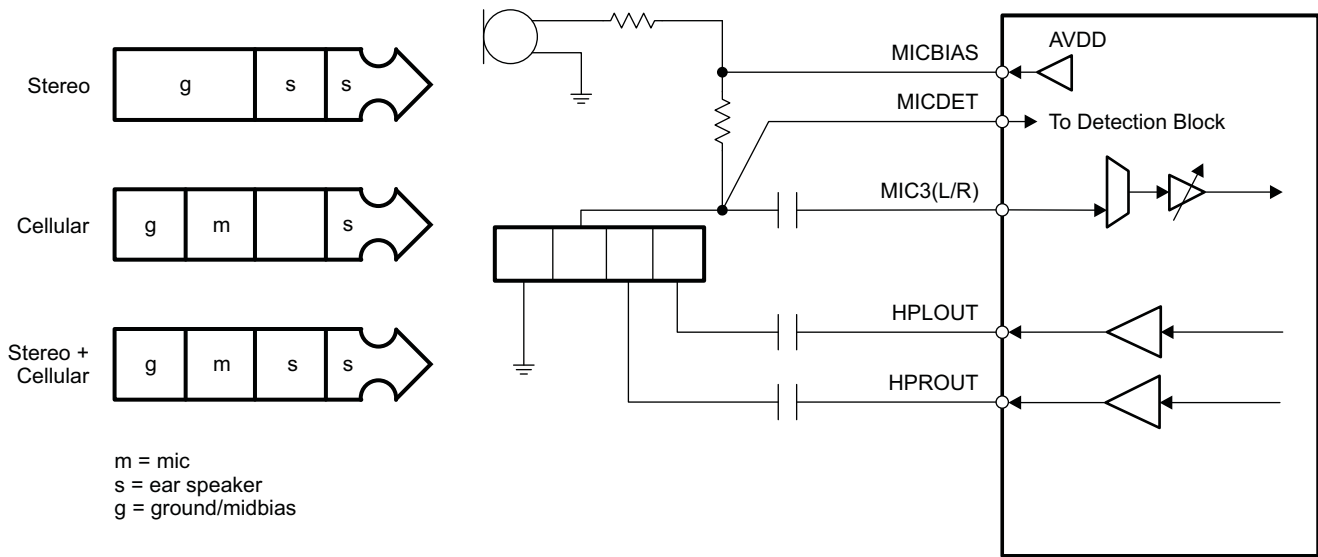 Stereo
g
s
s
Cellular
g
m
s
Stereo +
Cellular
g
m
s
s
m = mic
s = ear speaker
g = ground/midbias
MICBIAS
AVDD
MICDET
To Detection Block
MIC3(L/R)
HPLOUT
HPROUT